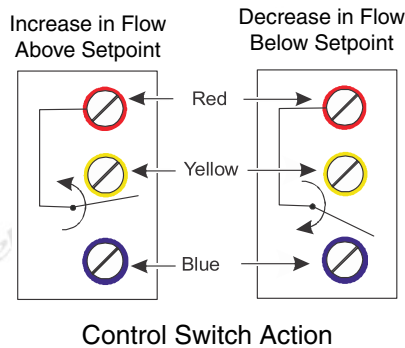 Increase in Flow
Above Setpoint
Decrease in Flow
Below Setpoint
Red
Yellow
Blue
Control Switch Action